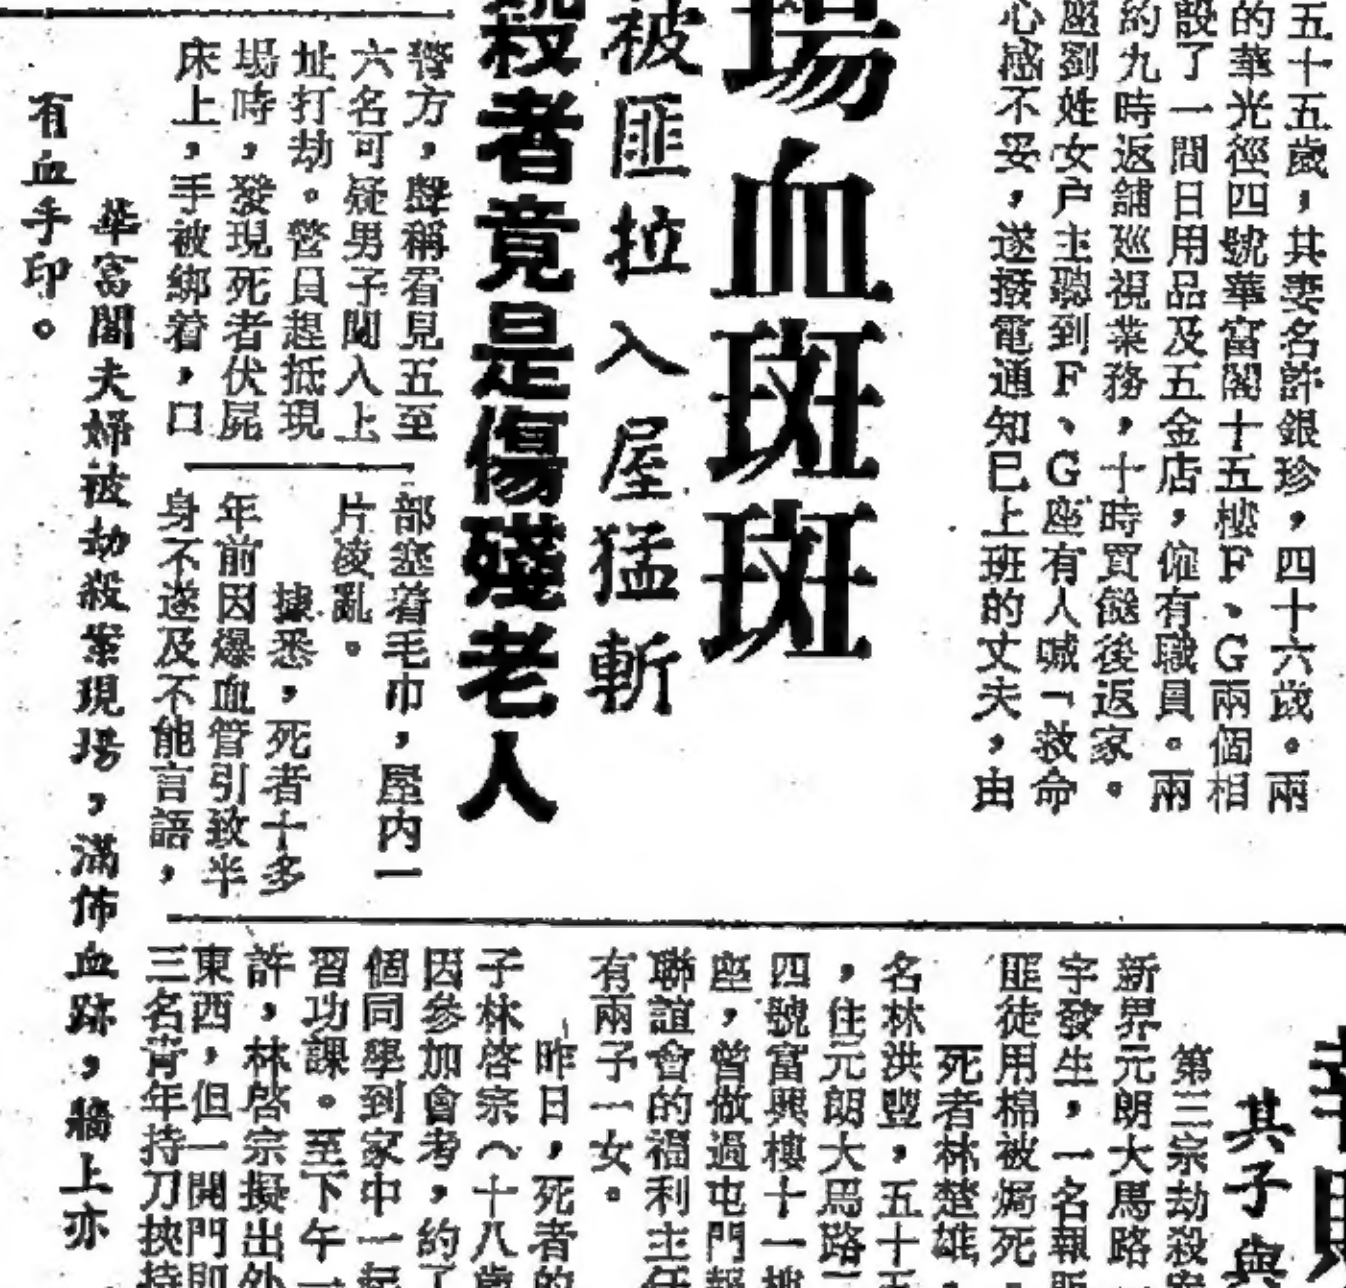 五十五歲，其妻名許銀珍，四十六歲。兩
的華光徑四號華富閣十五樓F、G兩個相
設了一間日用品及五金店，僱有職員。兩
約九時返舖巡視業務，十時買餸後返家。
座劉姓女户主聽到F、G座有人喊「救命
心感不妥，遂撥電通知已上班的丈夫，由
場血斑斑
被匪拉入屋猛斬
殺者竟是傷殘老人
警方，聲稱看見五至
六名可疑男子闖入上
址打劫。警員趕抵現
場時，發現死者伏屍
床上，手被綁着，口
部塞着毛巾，屋内一
片凌亂。
據悉，死者十多
年前因爆血管引致半
身不遂及不能言語，
華富閣夫婦被劫殺案現場，滿佈血跡，牆上亦
有血手印。
其子與
第三宗劫殺
新界元朗大馬路
字發生，一名報販
匪徒用棉被焗死
死者林楚雄，
名林洪豐，五十五
，住元朗大馬路二
四號富興樓十一樓
座，曾做過屯門報
聯誼會的福利主任
有兩子一女。
昨日，死者的
子林啓宗（十八歲
因參加會考，約了
個同學到家中一起
習功課。至下午一
許，林啓宗擬出外
東西，但一開門即
三名青年持刀挾持